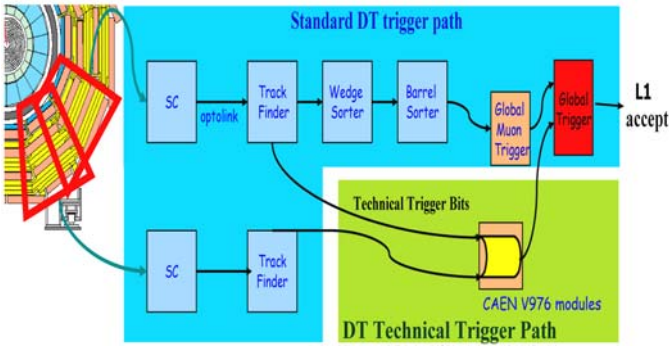 Standard DT trigger path
SC
optolink
Track
Finder
Wedge
Sorter
Barrel
Sorter
Global
Muon
Trigger
Global
Trigger
L1
accept
Technical Trigger Bits
SC
Track
Finder
CAEN V976 modules
DT Technical Trigger Path